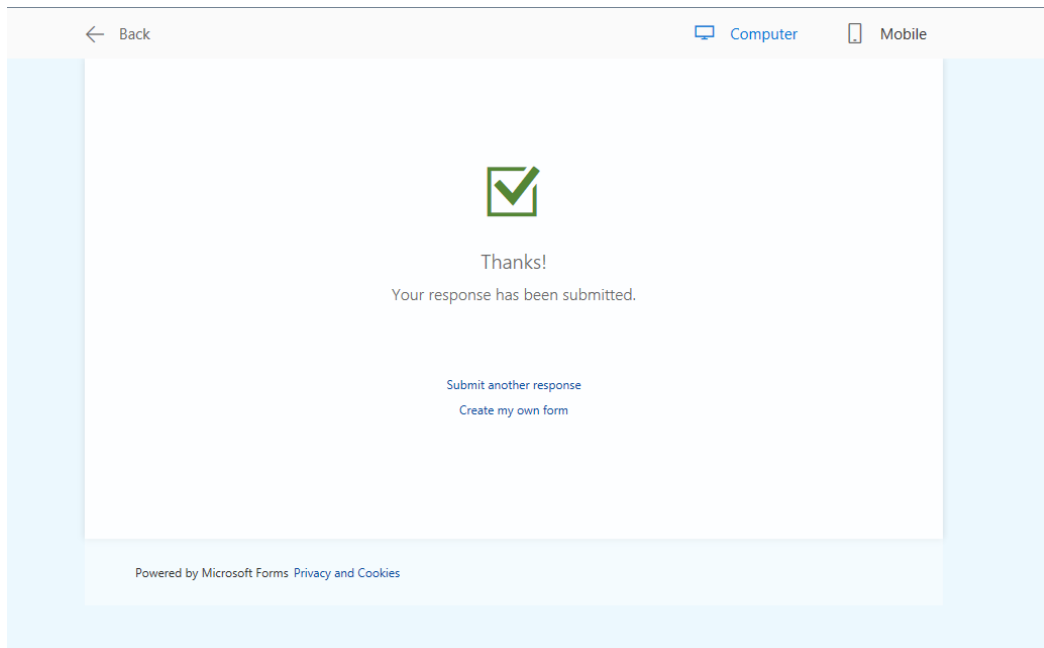 Back Computer Mobile
Thanks!
Your response has been submitted.
Submit another response
Create my own form
Powered by Microsoft Forms Privacy and Cookies